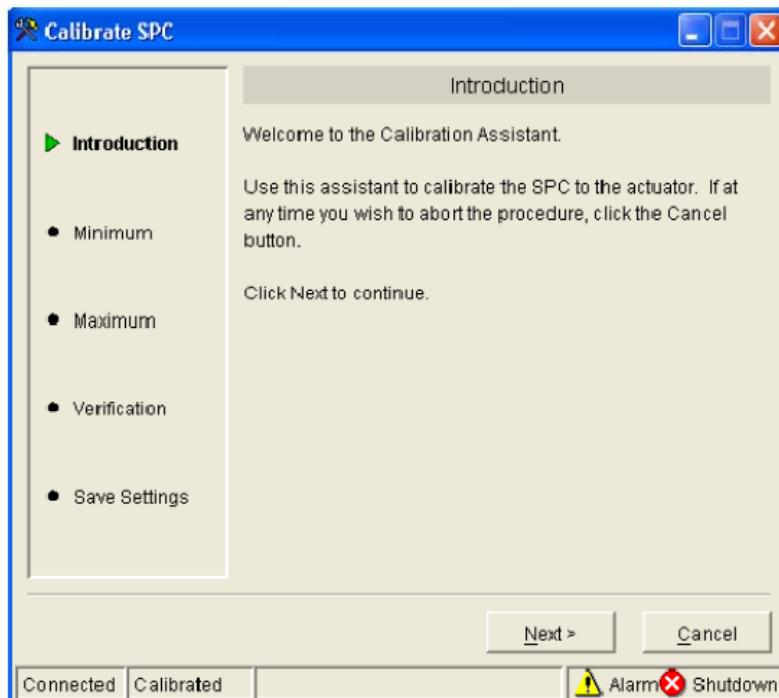 Calibrate SPC
Introduction
Minimum
Maximum
Verification
Save Settings
Introduction
Welcome to the Calibration Assistant.
Use this assistant to calibrate the SPC to the actuator. If at
any time you wish to abort the procedure, click the Cancel
button.
Click Next to continue.
Next >
Cancel
Connected
Calibrated
Alarm
Shutdown